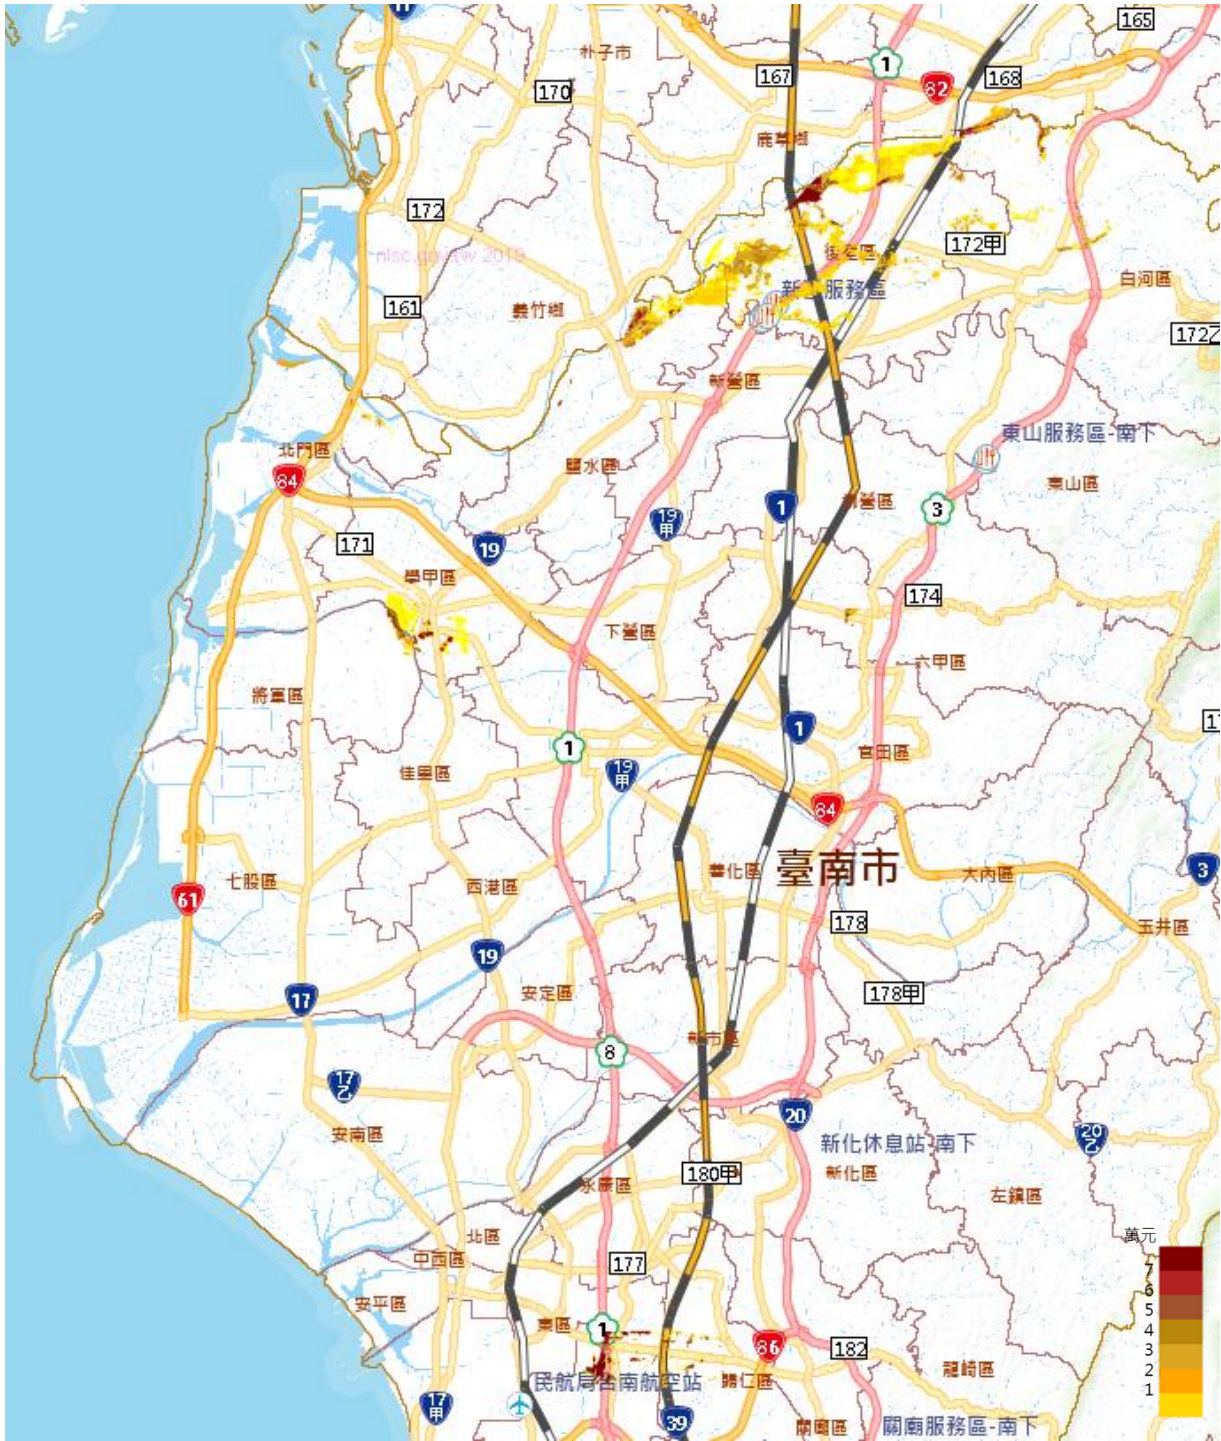 11
165
朴子市
1
167
168
82
170
鹿草鄉
172
172甲
後壁區
nlsc.gov.tw 2019
白河區
161
義竹鄉
172乙
新營區
東山服務區-南下
北門區
鹽水區
84
東山區
3
1
19甲
171
19
學甲區
174
下營區
六甲區
將軍區
1
1
官田區
19甲
佳里區
84
臺南市
善化區
3
七股區
西港區
大內區
61
178
玉井區
19
178甲
安定區
17
新市區
8
17乙
20
安南區
20乙
新化休息站-南下
180甲
新化區
永康區
左鎮區
北區
萬元
中西區
177
7
6
安平區
5
東區
1
4
86
182
3
龍崎區
2
民航局台南航空站
歸仁區
1
17甲
39
關廟區
關廟服務區-南下